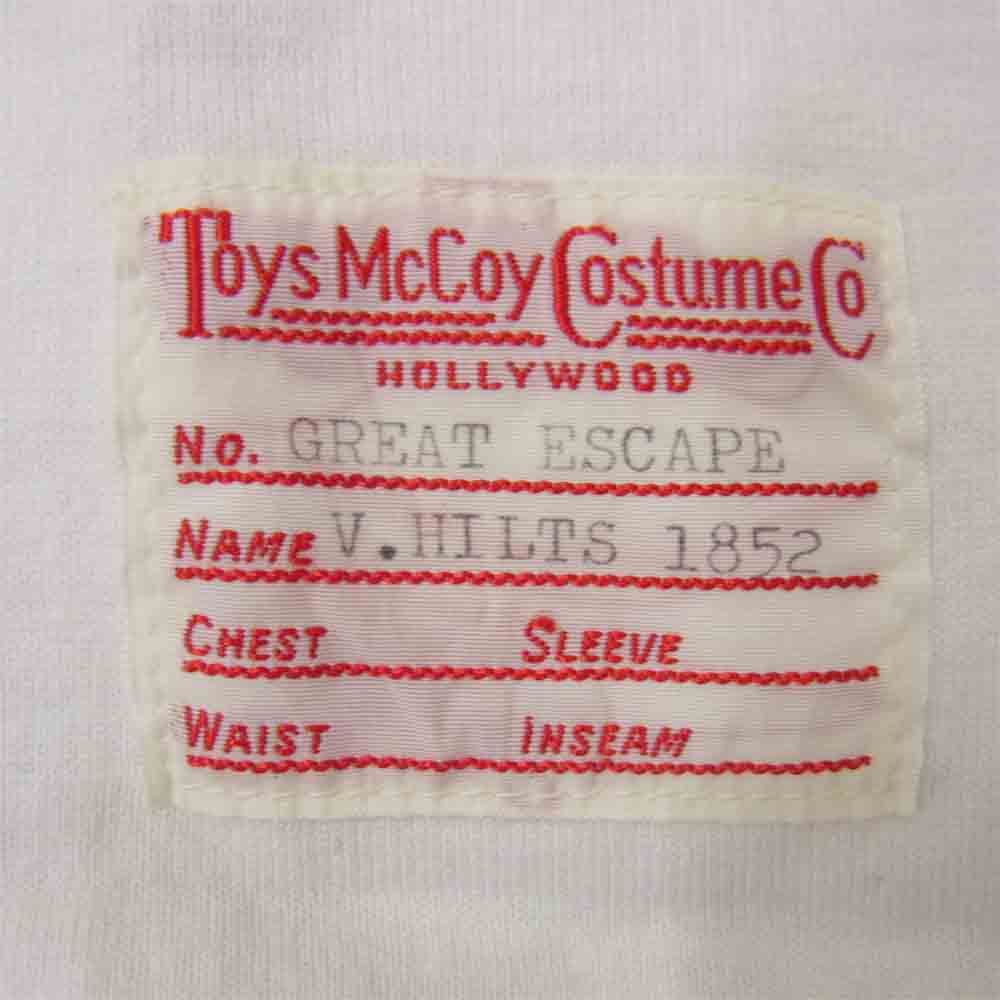 Toys McCoy Costume Co
HOLLYWOOD
No. GREAT ESCAPE
NAME V.HILTS 1852
CHEST SLEEVE
WAIST INSEAM